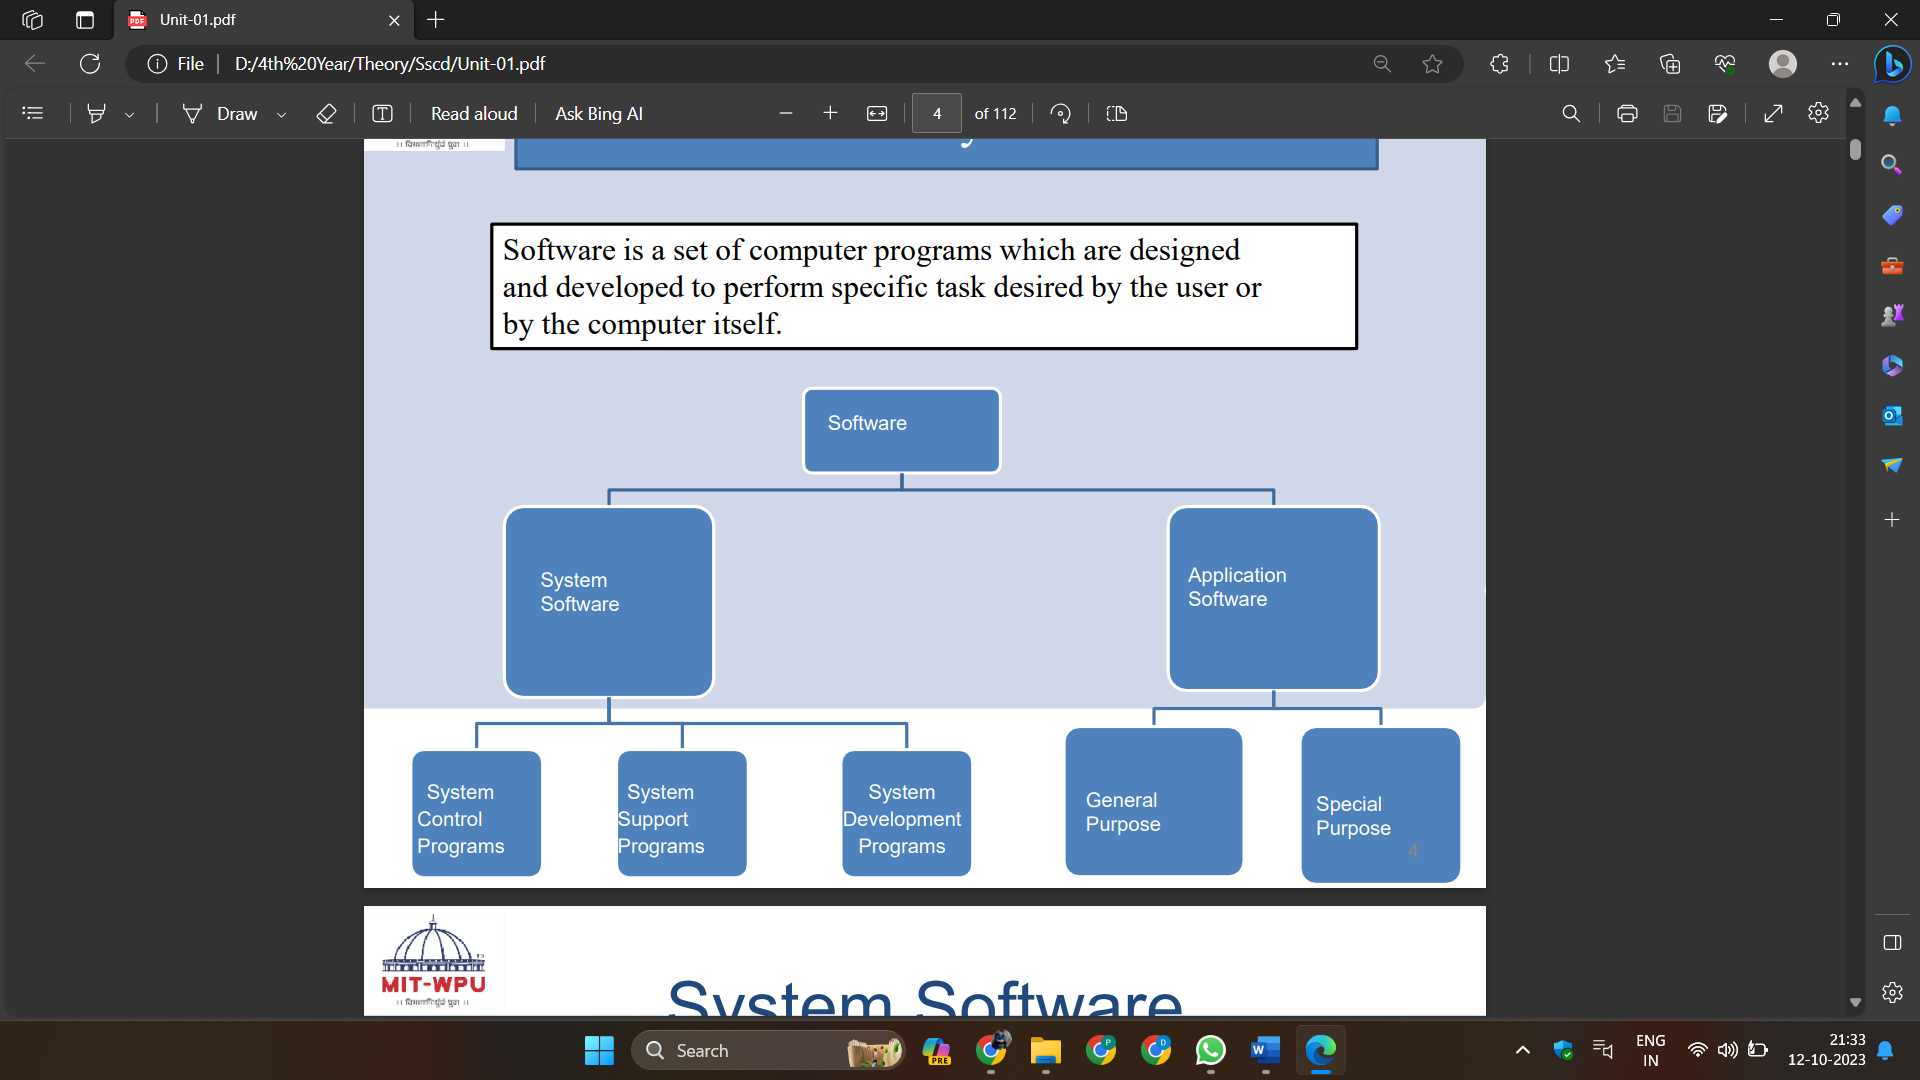 Unit-01.pdf
File
D:/4th%20Year/Theory/Sscd/Unit-01.pdf
Draw
Read aloud
Ask Bing AI
4
of 112
Software is a set of computer programs which are designed
and developed to perform specific task desired by the user or
by the computer itself.
Software
System
Software
Application
Software
System
Control
Programs
System
Support
Programs
System
Development
Programs
General
Purpose
Special
Purpose
4
MIT-WPU
System Software
Search
PRE
ENG
IN
21:33
12-10-2023